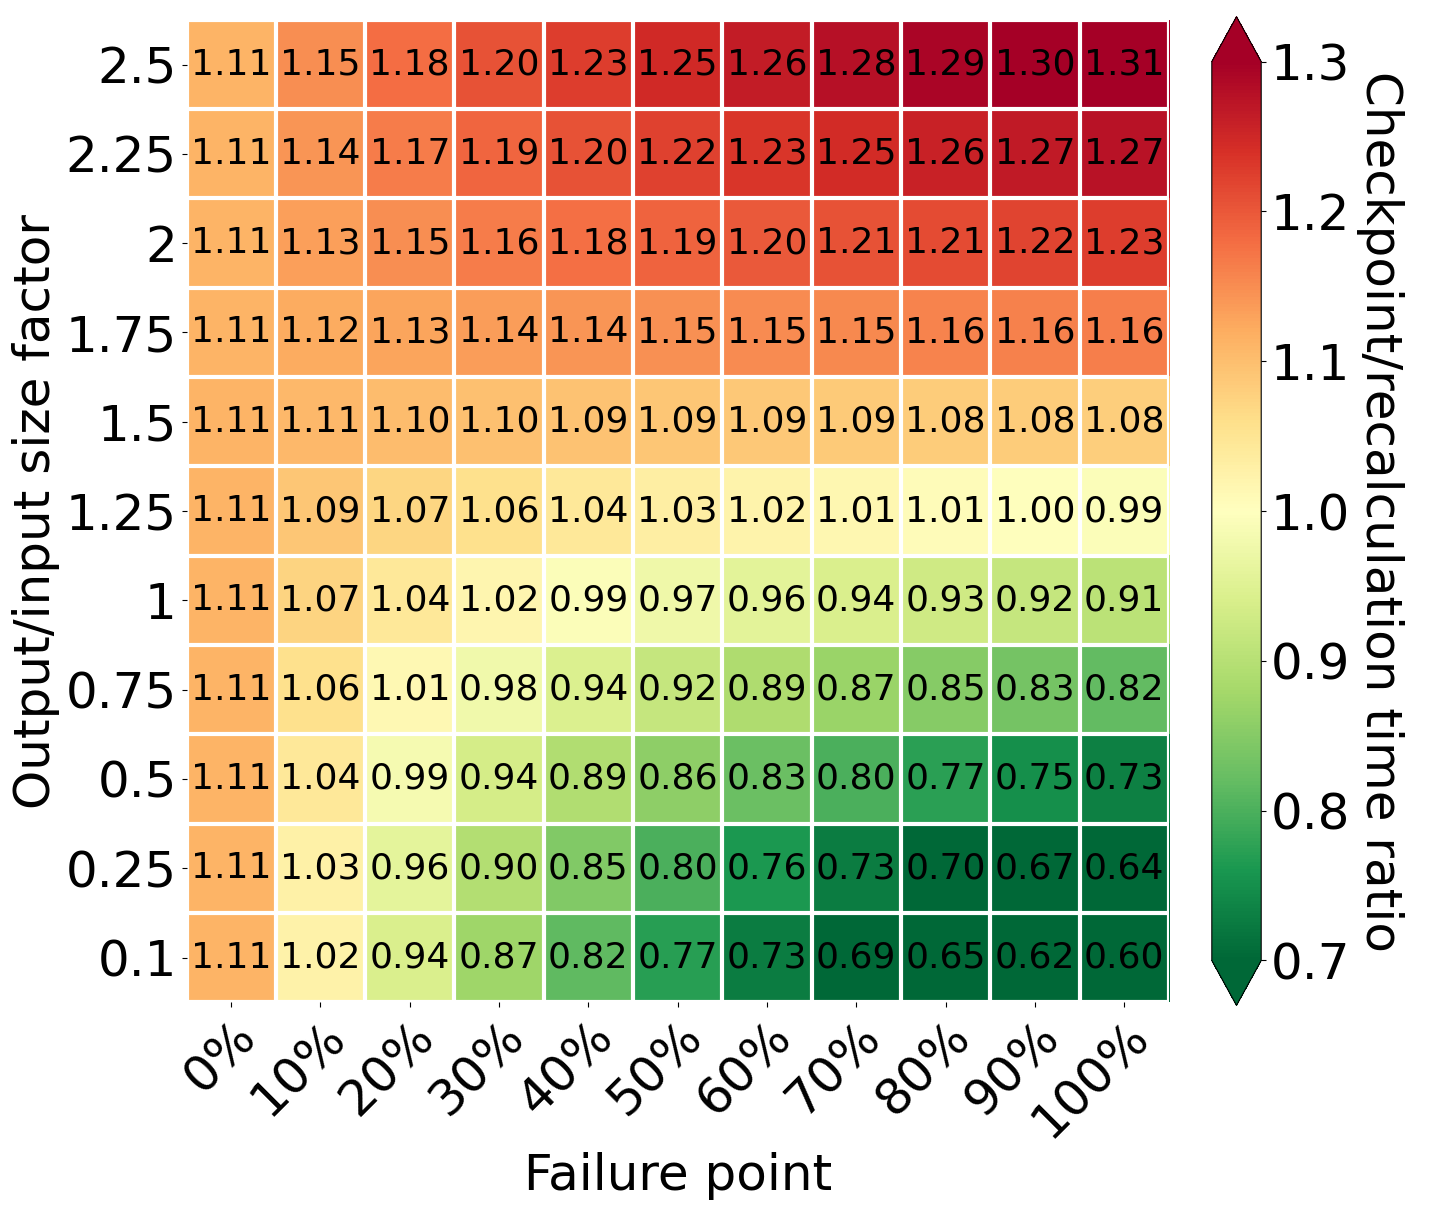 2.5 1.11 1.15 1.18 1.20 1.23 1.25 1.26 1.28 1.29 1.30 1.31
2.25 1.11 1.14 1.17 1.19 1.20 1.22 1.23 1.25 1.26 1.27 1.27
2 1.11 1.13 1.15 1.16 1.18 1.19 1.20 1.21 1.21 1.22 1.23
1.75 1.11 1.12 1.13 1.14 1.14 1.15 1.15 1.15 1.16 1.16 1.16
1.5 1.11 1.11 1.10 1.10 1.09 1.09 1.09 1.09 1.08 1.08 1.08
1.25 1.11 1.09 1.07 1.06 1.04 1.03 1.02 1.01 1.01 1.00 0.99
1 1.11 1.07 1.04 1.02 0.99 0.97 0.96 0.94 0.93 0.92 0.91
0.75 1.11 1.06 1.01 0.98 0.94 0.92 0.89 0.87 0.85 0.83 0.82
0.5 1.11 1.04 0.99 0.94 0.89 0.86 0.83 0.80 0.77 0.75 0.73
0.25 1.11 1.03 0.96 0.90 0.85 0.80 0.76 0.73 0.70 0.67 0.64
0.1 1.11 1.02 0.94 0.87 0.82 0.77 0.73 0.69 0.65 0.62 0.60
0% 10% 20% 30% 40% 50% 60% 70% 80% 90% 100%
Failure point
Output/input size factor
1.3
1.2
1.1
1.0
0.9
0.8
0.7
Checkpoint/recalculation time ratio